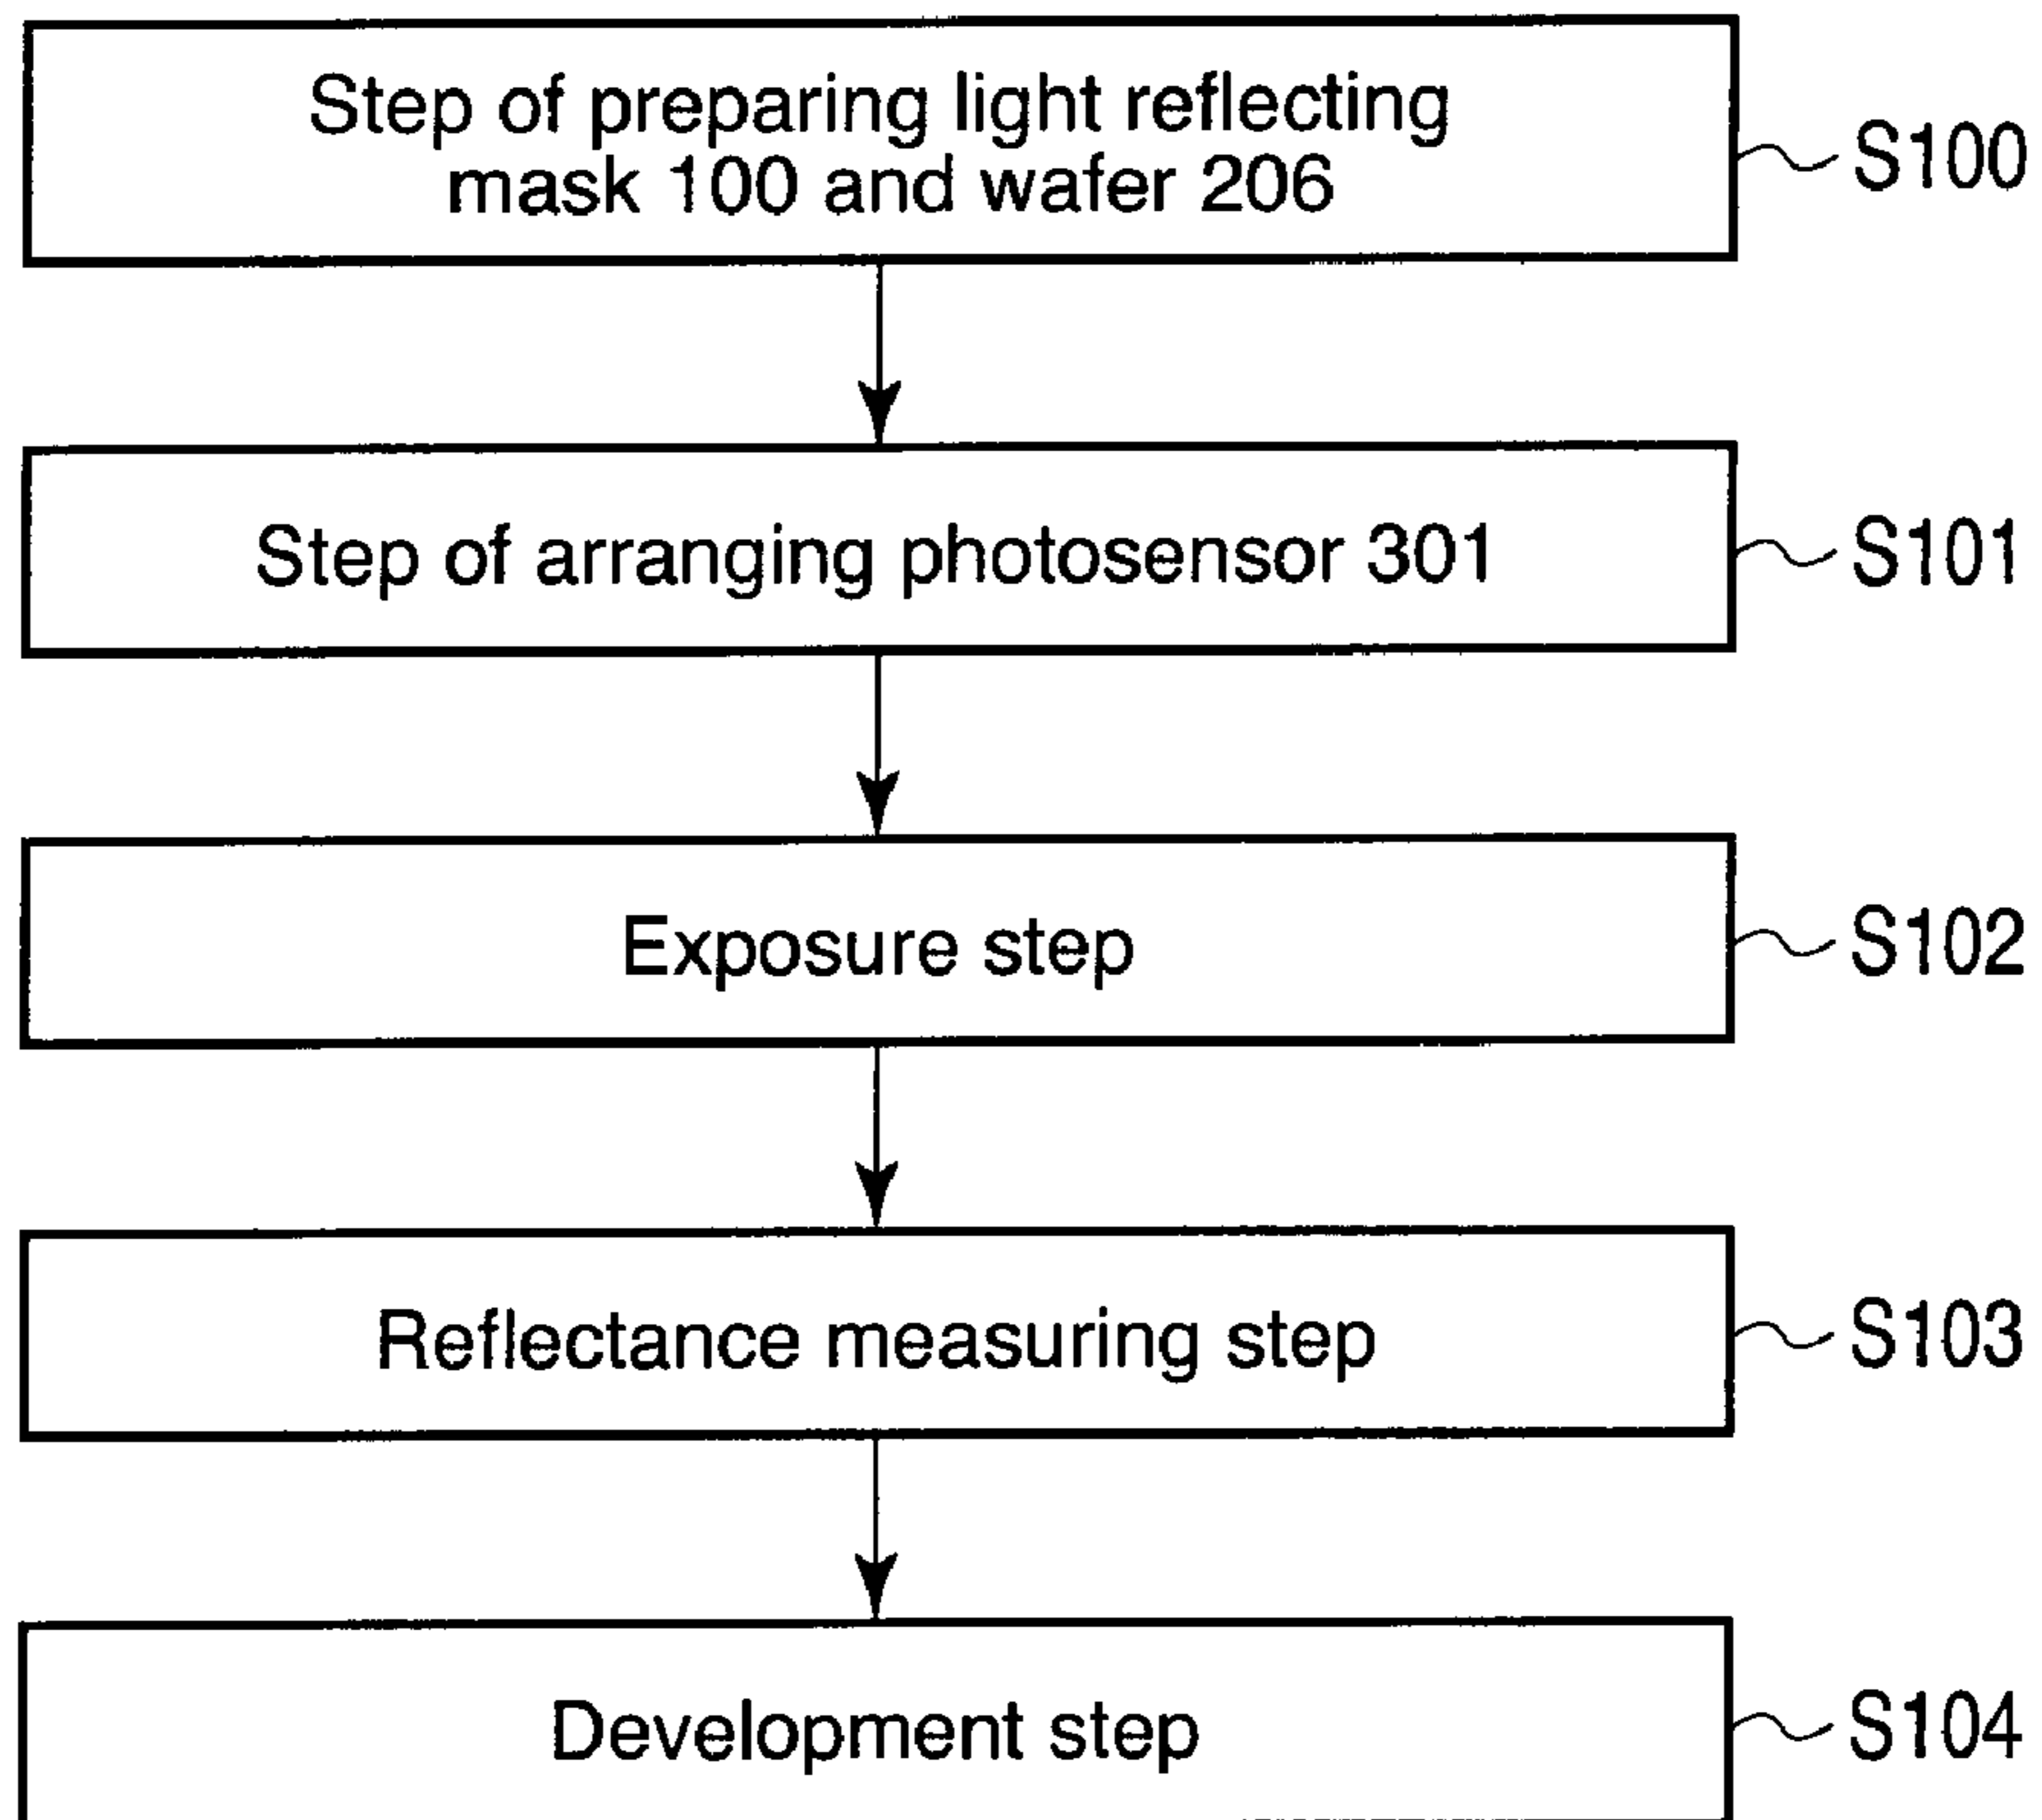 Step of preparing light reflecting
mask 100 and wafer 206
S100
Step of arranging photosensor 301
S101
Exposure step
S102
Reflectance measuring step
S103
Development step
S104